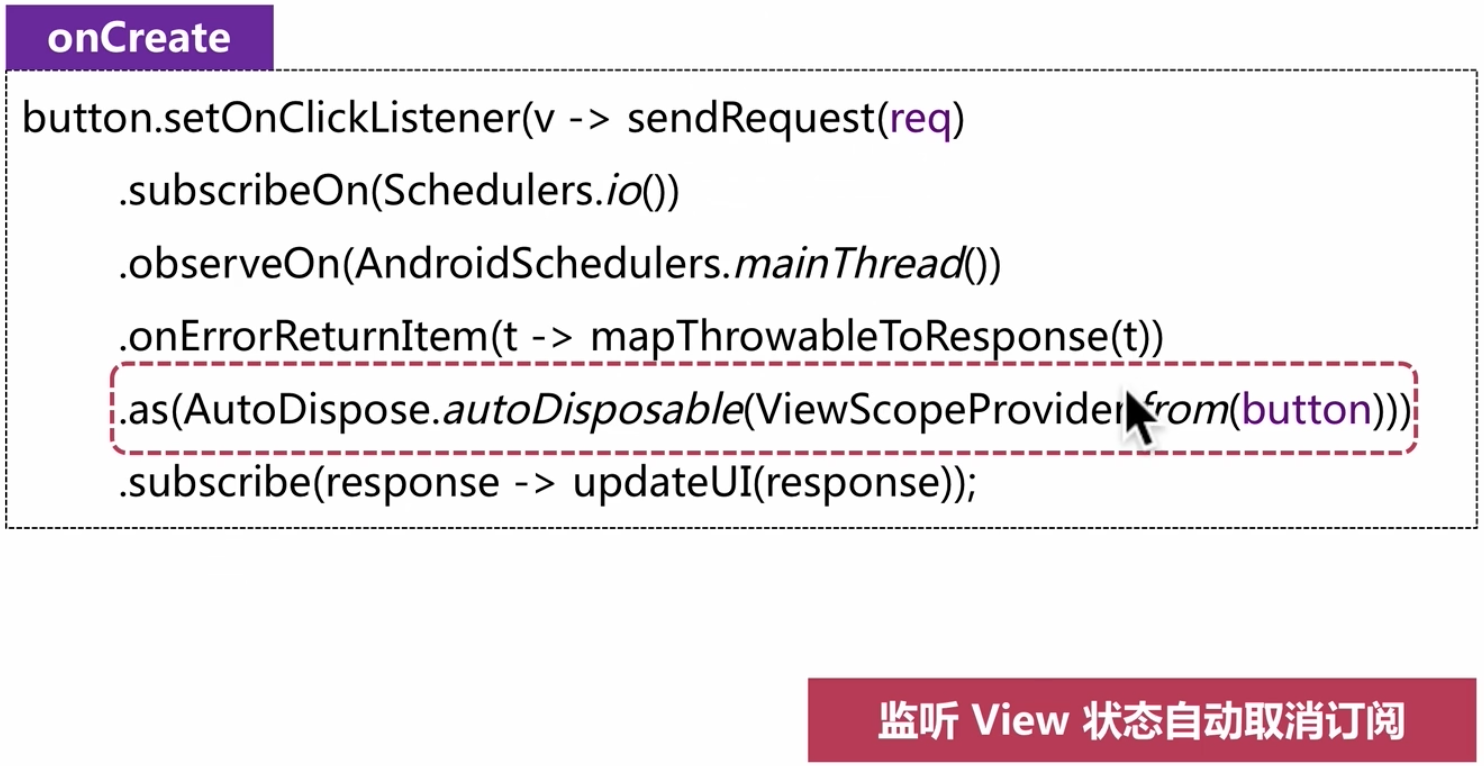 onCreate
button.setOnClickListener(v -> sendRequest(req)
.subscribeOn(Schedulers.io())
.observeOn(AndroidSchedulers.mainThread())
.onErrorReturnItem(t -> mapThrowableToResponse(t))
.as(AutoDispose.autoDisposable(ViewScopeProvider.from(button)))
.subscribe(response -> updateUI(response));
监听 View 状态自动取消订阅